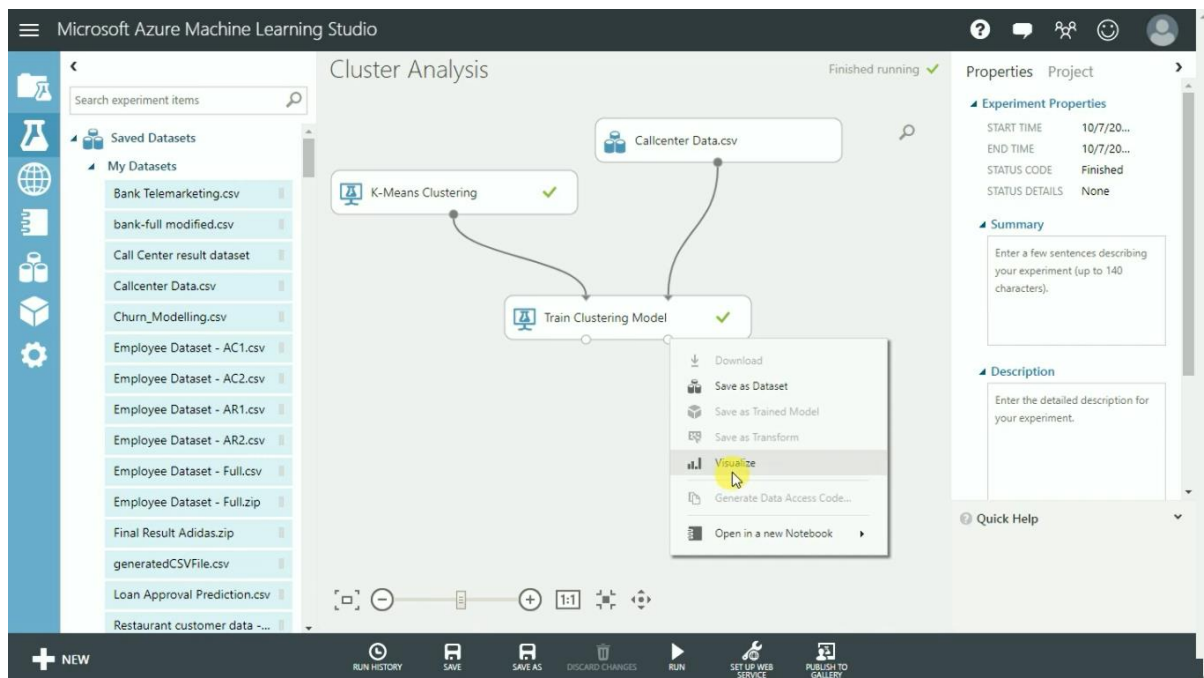 Microsoft Azure Machine Learning Studio
Search experiment items
Saved Datasets
My Datasets
Bank Telemarketing.csv
bank-full modified.csv
Call Center result dataset
Callcenter Data.csv
Churn_Modelling.csv
Employee Dataset - AC1.csv
Employee Dataset - AC2.csv
Employee Dataset - AR1.csv
Employee Dataset - AR2.csv
Employee Dataset - Full.csv
Employee Dataset - Full.zip
Final Result Adidas.zip
generatedCSVFile.csv
Loan Approval Prediction.csv
Restaurant customer data -...
Cluster Analysis
Finished running
Callcenter Data.csv
K-Means Clustering
Train Clustering Model
Download
Save as Dataset
Save as Trained Model
Save as Transform
Visualize
Generate Data Access Code...
Open in a new Notebook
1:1
Properties Project
Experiment Properties
START TIME 10/7/20...
END TIME 10/7/20...
STATUS CODE Finished
STATUS DETAILS None
Summary
Enter a few sentences describing
your experiment (up to 140
characters).
Description
Enter the detailed description for
your experiment.
Quick Help
NEW
RUN HISTORY
SAVE
SAVE AS
DISCARD CHANGES
RUN
SET UP WEB
SERVICE
PUBLISH TO
GALLERY